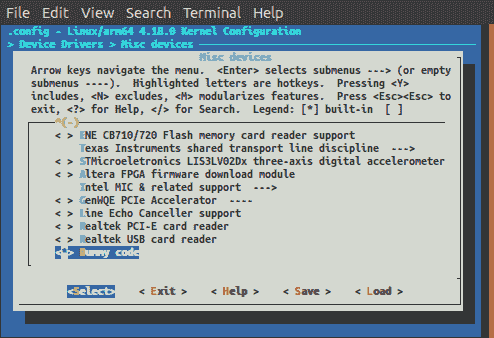 File Edit View Search Terminal Help
.config - Linux/arm64 4.18.0 Kernel Configuration
> Device Drivers > Misc devices
Misc devices
Arrow keys navigate the menu. <Enter> selects submenus ---> (or empty
submenus ----). Highlighted letters are hotkeys. Pressing <Y>
includes, <N> excludes, <M> modularizes features. Press <Esc><Esc> to
exit, <?> for Help, </> for Search. Legend: [*] built-in [ ]
^(-)
< > ENE CB710/720 Flash memory card reader support
Texas Instruments shared transport line discipline --->
< > STMicroeletronics LIS3LV02Dx three-axis digital accelerometer
< > Altera FPGA firmware download module
Intel MIC & related support --->
< > GenWQE PCIe Accelerator ----
< > Line Echo Canceller support
< > Realtek PCI-E card reader
< > Realtek USB card reader
<*> Dummy code
<Select> < Exit > < Help > < Save > < Load >